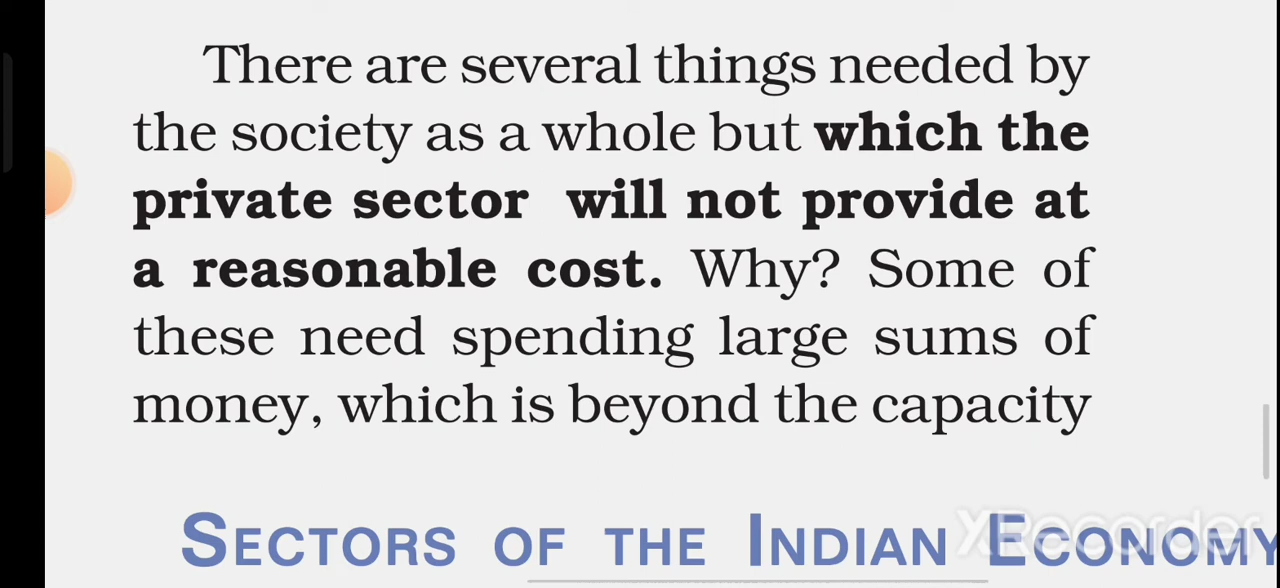 There are several things needed by
the society as a whole but which the
private sector will not provide at
a reasonable cost. Why? Some of
these need spending large sums of
money, which is beyond the capacity
SECTORS OF THE INDIAN ECONOMY
XRecorder